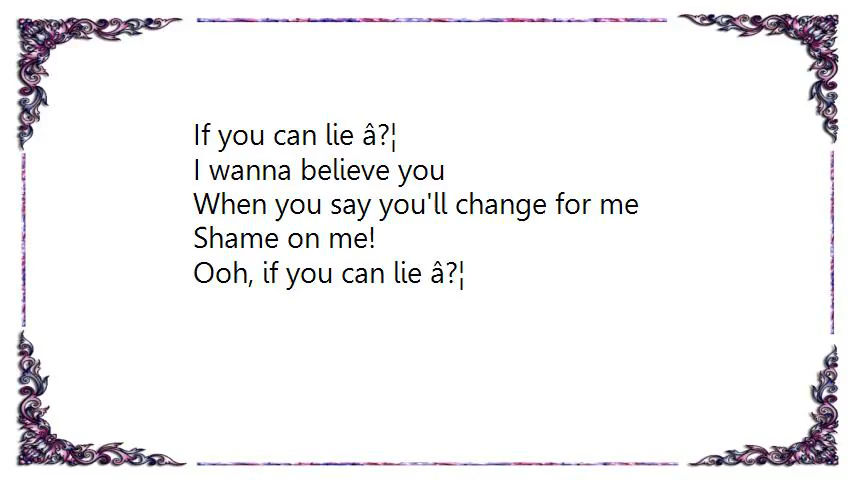 If you can lie â?¦
I wanna believe you
When you say you'll change for me
Shame on me!
Ooh, if you can lie â?¦